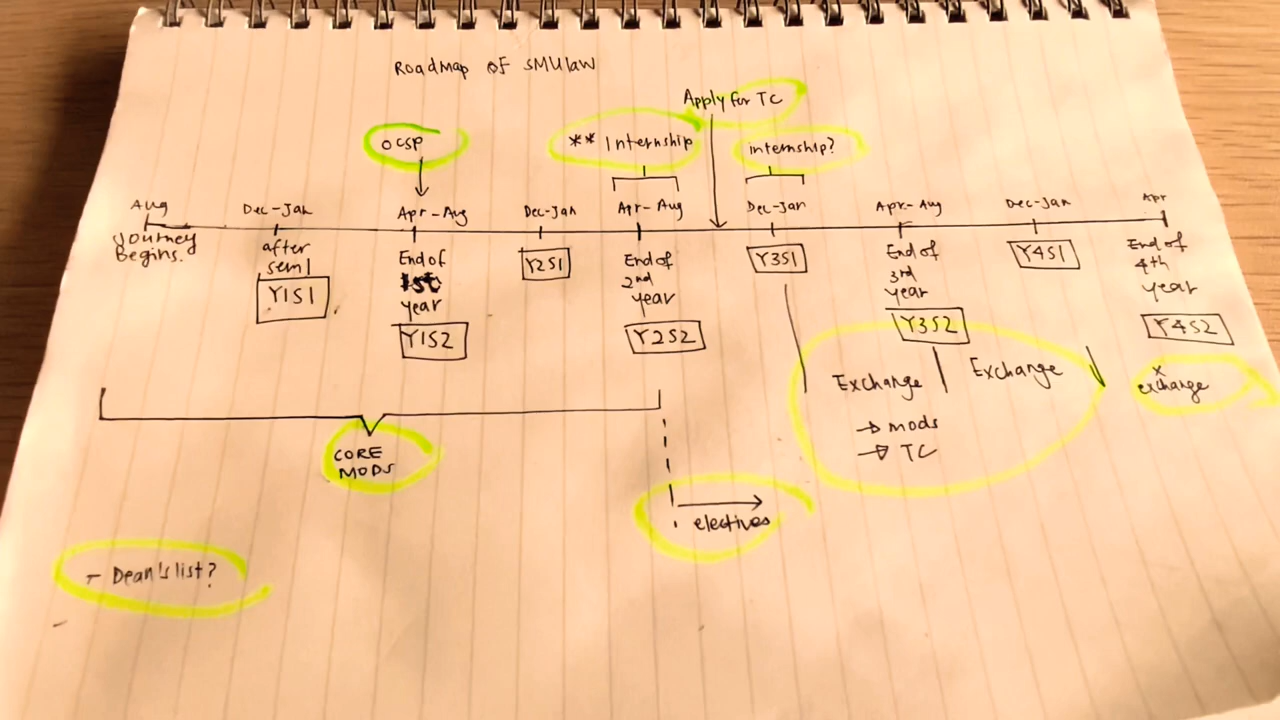 Roadmap of SMU law
Apply for TC
OCSP
** Internship
internship?
Aug
Dec-Jan
Apr-Aug
Dec-Jan
Apr-Aug
Dec-Jan
Apr-Aug
Dec-Jan
Apr
Journey
Begins.
after
sem 1
Y1S1
End of
1st
year
Y1S2
Y2S1
End of
2nd
year
Y2S2
Y3S1
End of
3rd
year
Y3S2
Y4S1
End of
4th
year
Y4S2
Exchange
→ mods
→ TC
Exchange
x
exchange
CORE
MODS
electives
- Dean's list?